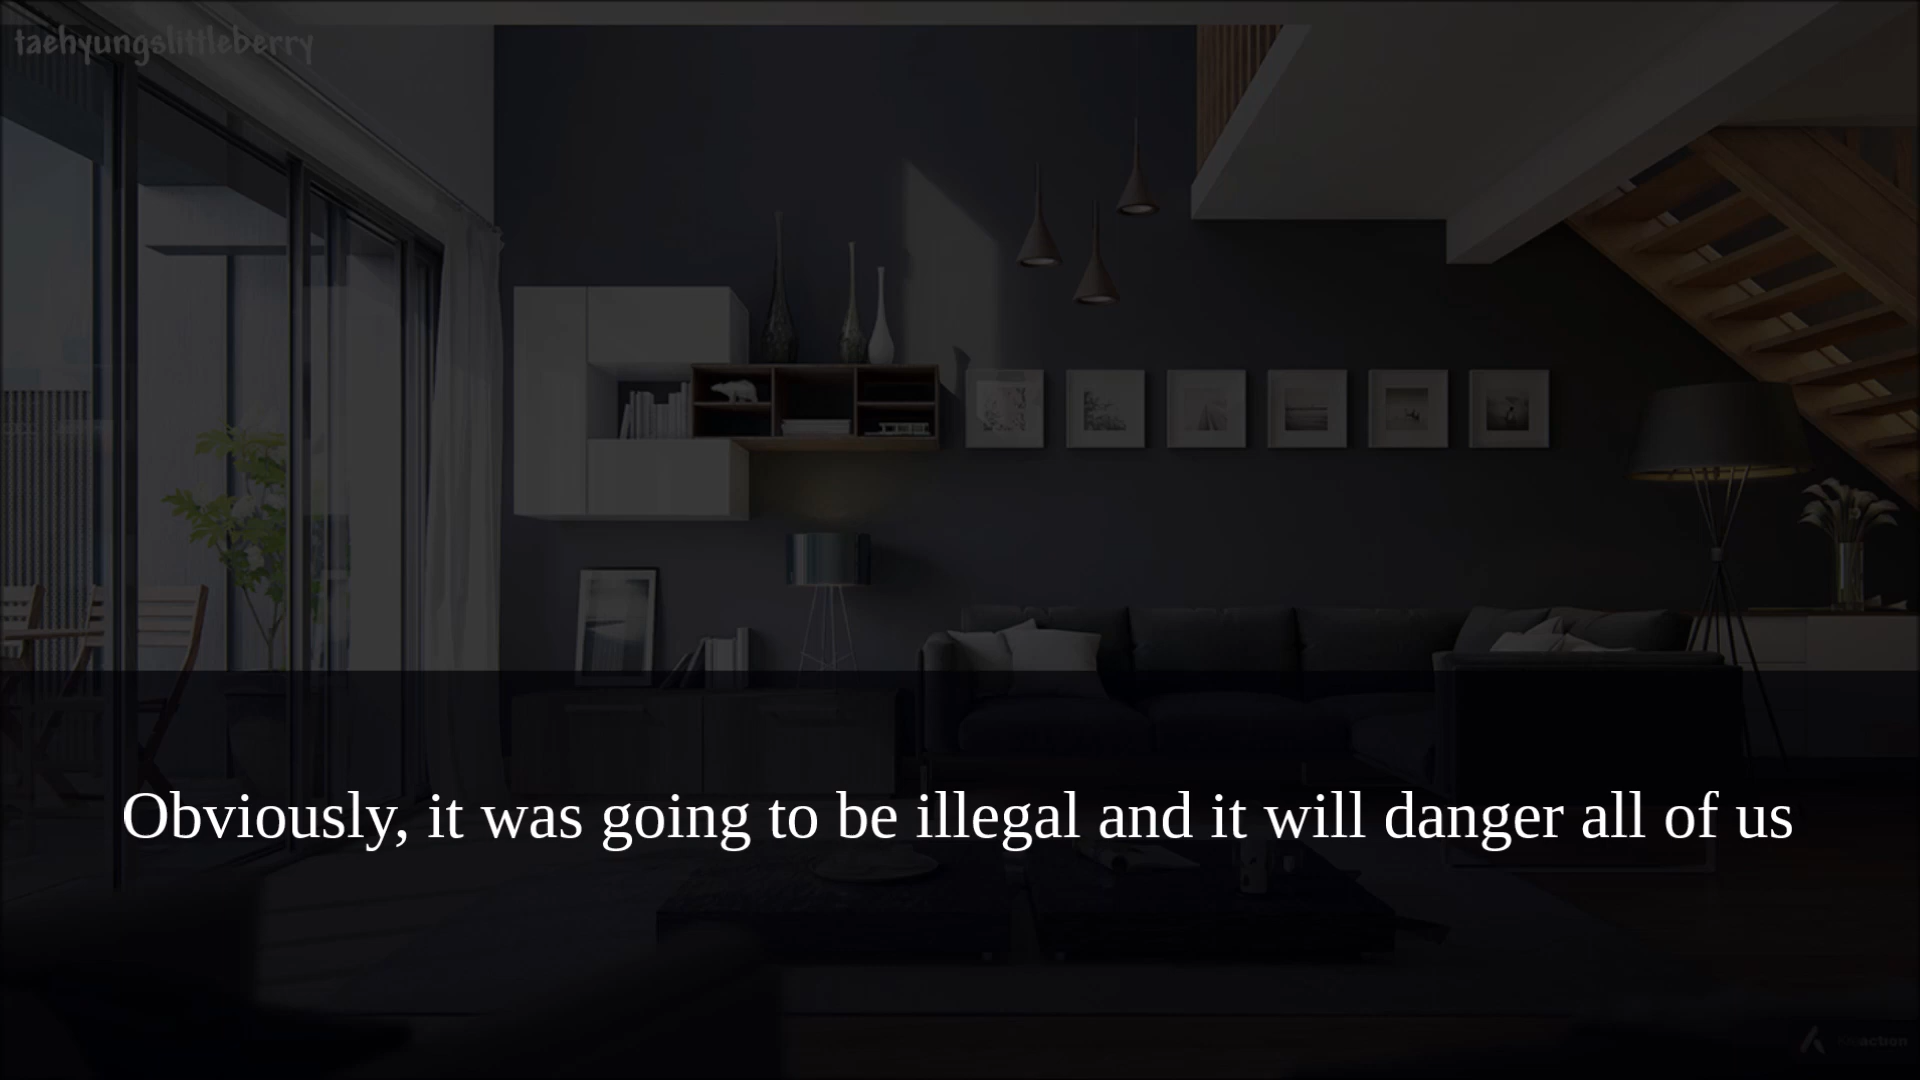 taehyungslittleberry
Obviously, it was going to be illegal and it will danger all of us